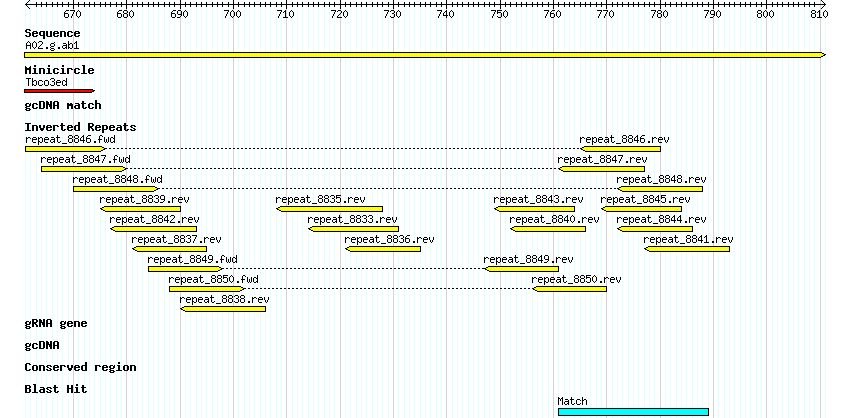 670 680 690 700 710 720 730 740 750 760 770 780 790 800 810
Sequence
A02.g.ab1
Minicircle
Tbco3ed
gcDNA match
Inverted Repeats
repeat_8846.fwd repeat_8846.rev
repeat_8847.fwd repeat_8847.rev
repeat_8848.fwd repeat_8848.rev
repeat_8839.rev repeat_8835.rev repeat_8843.rev repeat_8845.rev
repeat_8842.rev repeat_8833.rev repeat_8840.rev repeat_8844.rev
repeat_8837.rev repeat_8836.rev repeat_8841.rev
repeat_8849.fwd repeat_8849.rev
repeat_8850.fwd repeat_8850.rev
repeat_8838.rev
gRNA gene
gcDNA
Conserved region
Blast Hit
Match